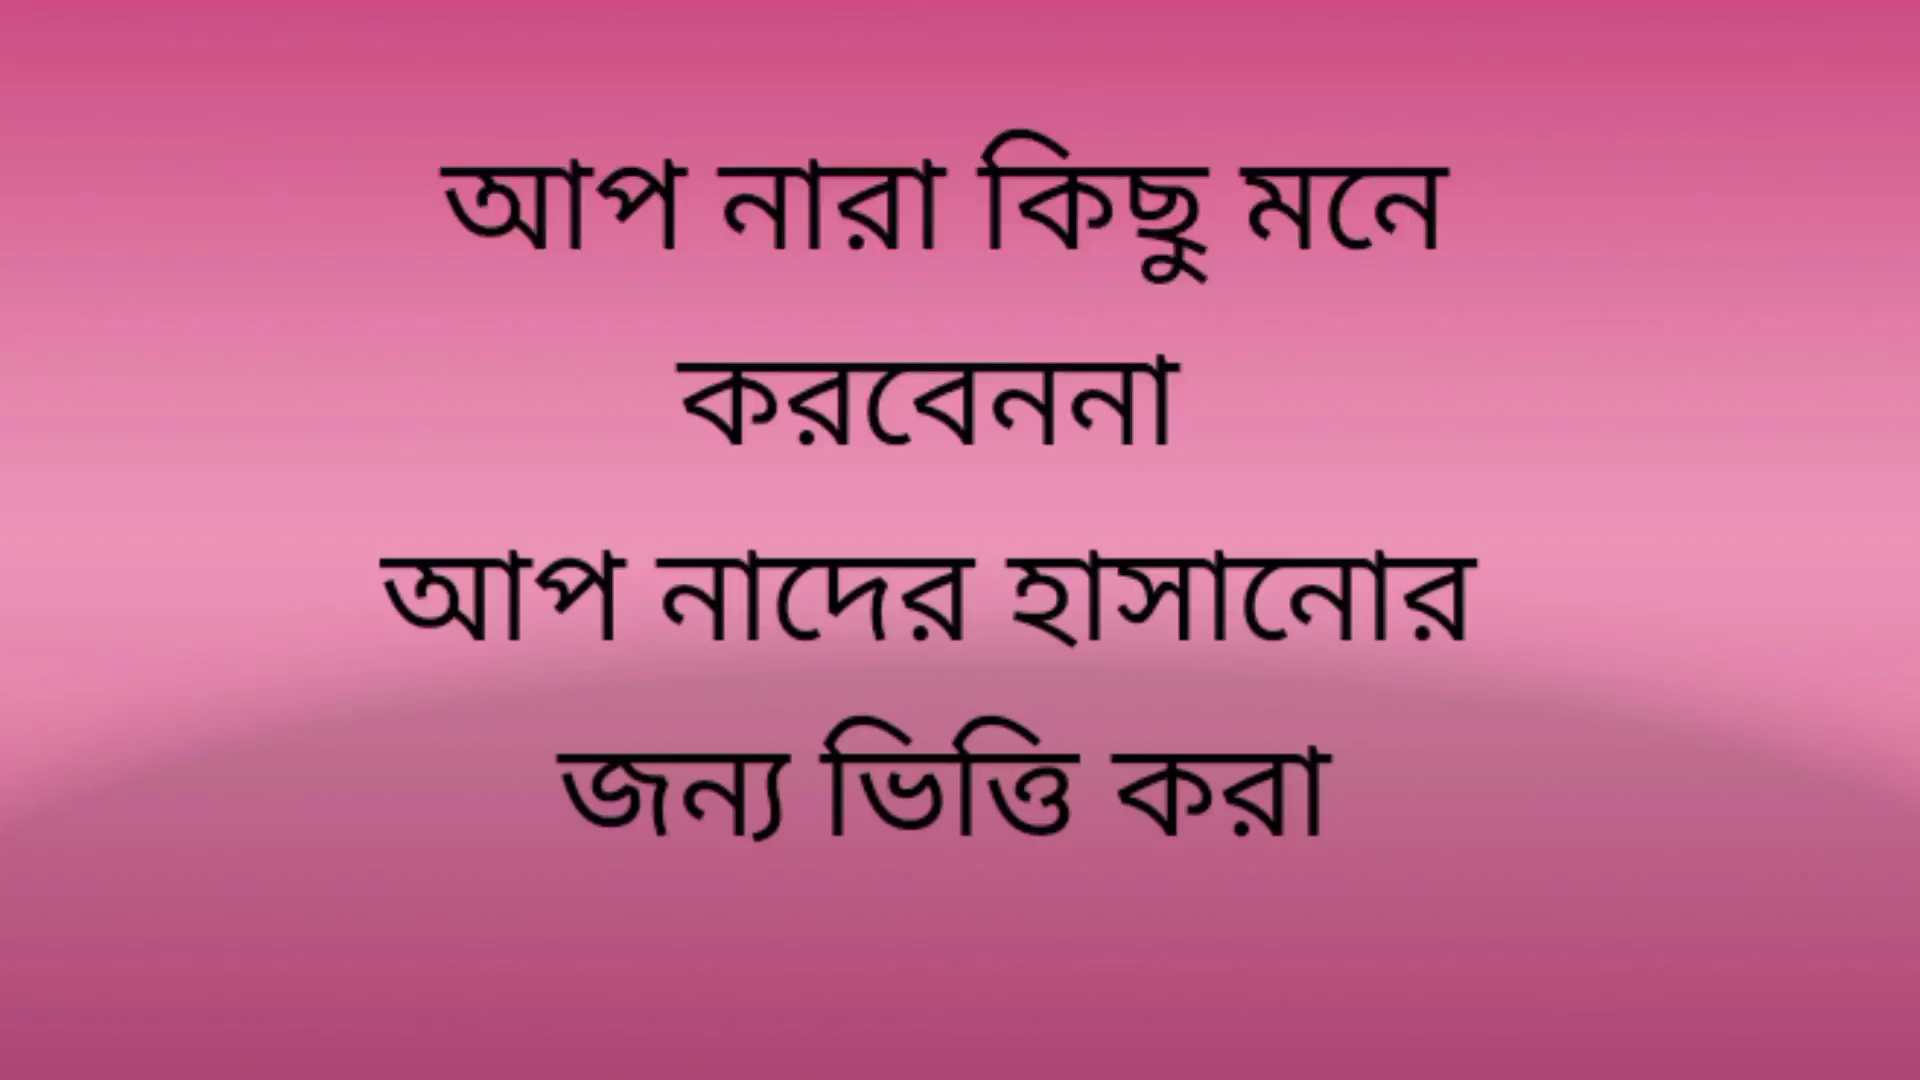 আপ নারা কিছু মনে
করবেননা
আপ নাদের হাসানোর
জন্য ভিত্তি করা